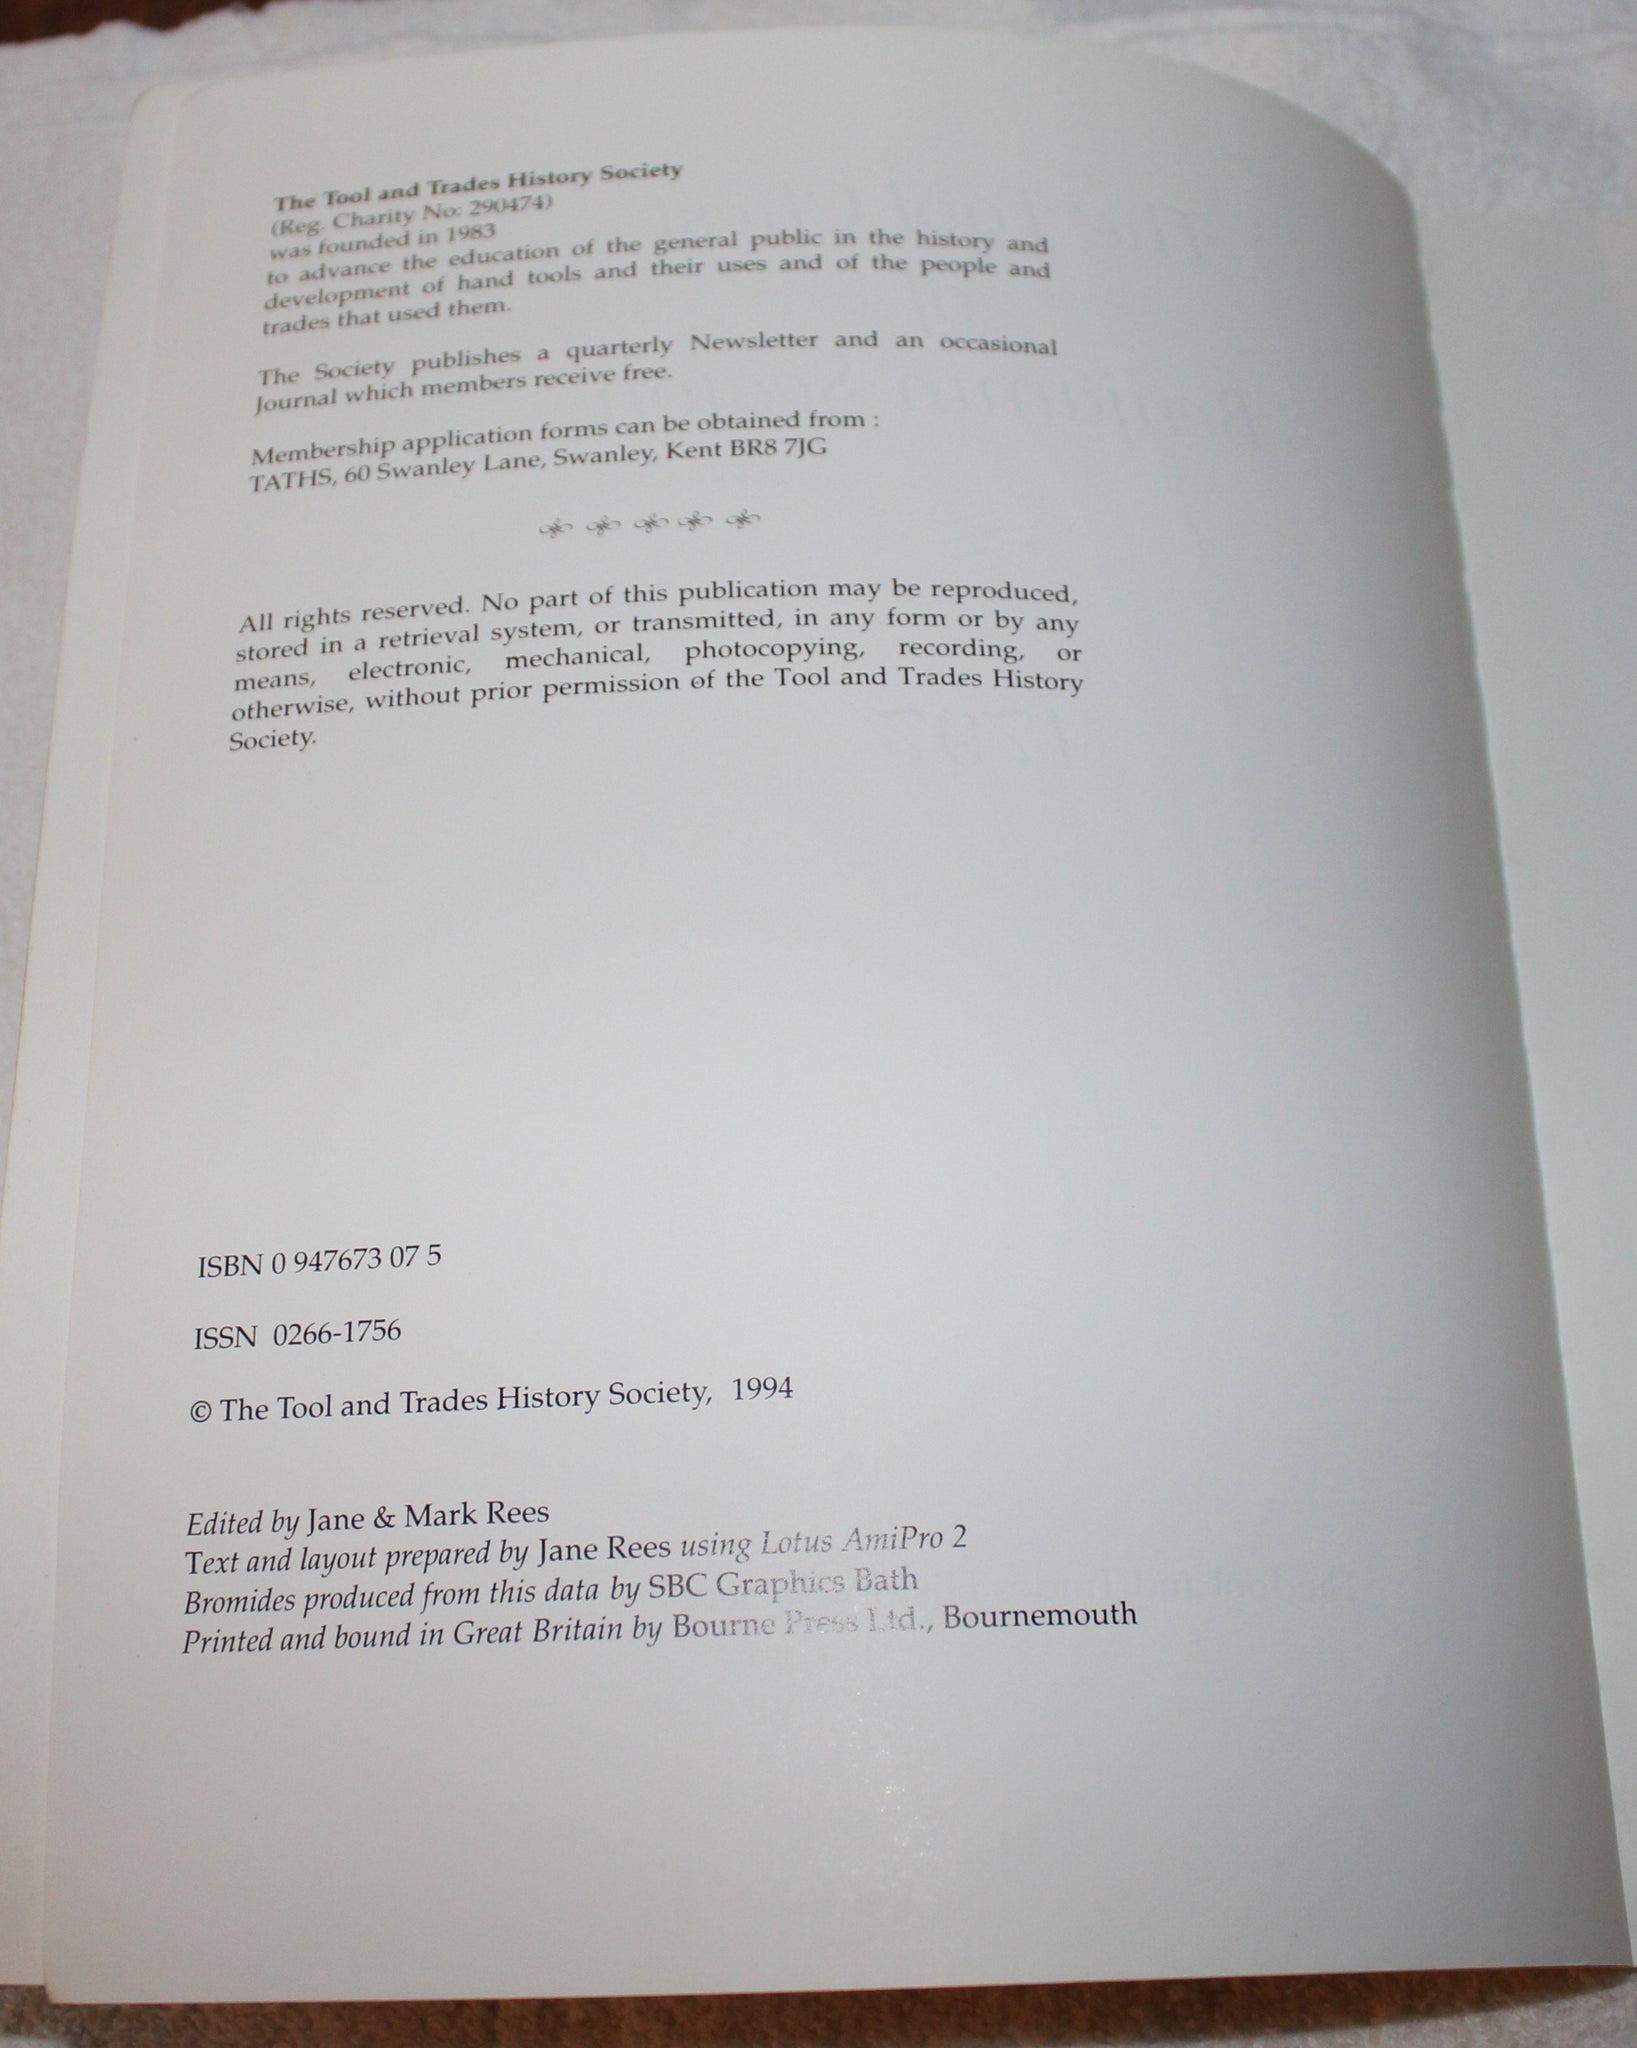 The Tool and Trades History Society
(Reg. Charity No: 290474)
was founded in 1983
to advance the education of the general public in the history and
development of hand tools and their uses and of the people and
trades that used them.
The Society publishes a quarterly Newsletter and an occasional
Journal which members receive free.
Membership application forms can be obtained from :
TATHS, 60 Swanley Lane, Swanley, Kent BR8 7JG
All rights reserved. No part of this publication may be reproduced,
stored in a retrieval system, or transmitted, in any form or by any
means, electronic, mechanical, photocopying, recording, or
otherwise, without prior permission of the Tool and Trades History
Society.
ISBN 0 947673 07 5
ISSN 0266-1756
© The Tool and Trades History Society, 1994
Edited by Jane & Mark Rees
Text and layout prepared by Jane Rees using Lotus AmiPro 2
Bromides produced from this data by SBC Graphics Bath
Printed and bound in Great Britain by Bourne Press Ltd., Bournemouth